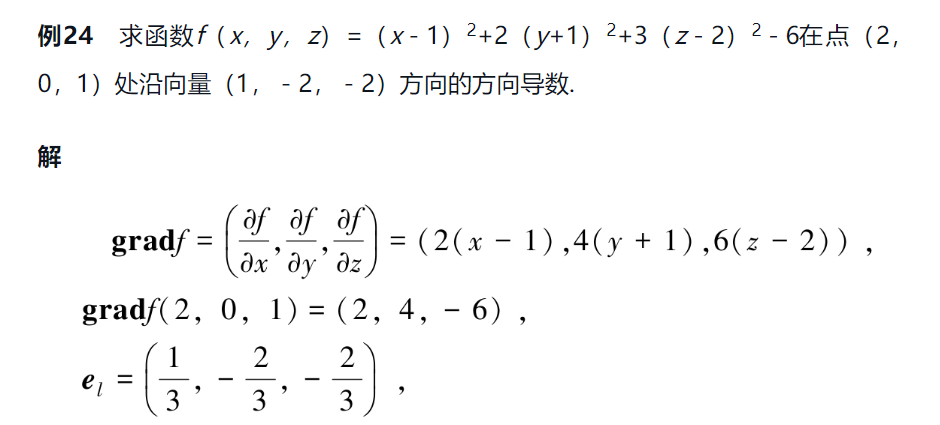 例24 求函数f（x，y，z）=（x-1）²+2（y+1）²+3（z-2）²-6在点（2，
0，1）处沿向量（1，-2，-2）方向的方向导数.
解
gradf = (∂f/∂x, ∂f/∂y, ∂f/∂z) = (2(x - 1),4(y + 1),6(z - 2)) ,
gradf(2, 0, 1) = (2, 4, - 6) ,
e_l = (1/3, - 2/3, - 2/3) ,